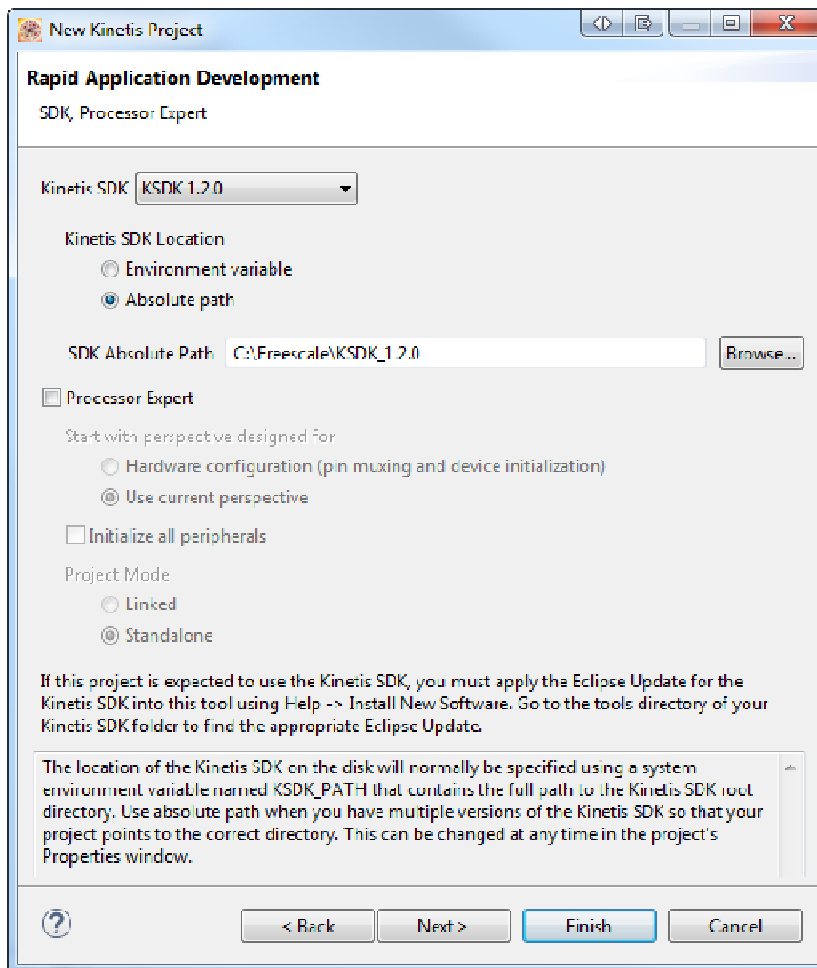 New Kinetis Project
Rapid Application Development
SDK, Processor Expert
Kinetis SDK KSDK 1.2.0
Kinetis SDK Location
Environment variable
Absolute path
SDK Absolute Path C:\Freescale\KSDK_1.2.0 Browse...
Processor Expert
Start with perspective designed for
Hardware configuration (pin muxing and device initialization)
Use current perspective
Initialize all peripherals
Project Mode
Linked
Standalone
If this project is expected to use the Kinetis SDK, you must apply the Eclipse Update for the
Kinetis SDK into this tool using Help -> Install New Software. Go to the tools directory of your
Kinetis SDK folder to find the appropriate Eclipse Update.
The location of the Kinetis SDK on the disk will normally be specified using a system
environment variable named KSDK_PATH that contains the full path to the Kinetis SDK root
directory. Use absolute path when you have multiple versions of the Kinetis SDK so that your
project points to the correct directory. This can be changed at any time in the project's
Properties window.
? < Back Next > Finish Cancel